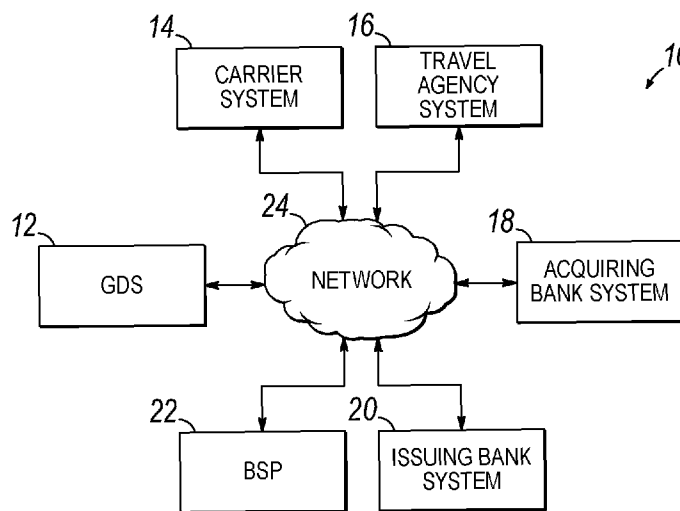 14
CARRIER
SYSTEM
16
TRAVEL
AGENCY
SYSTEM
24
NETWORK
12
GDS
18
ACQUIRING
BANK SYSTEM
22
BSP
20
ISSUING BANK
SYSTEM